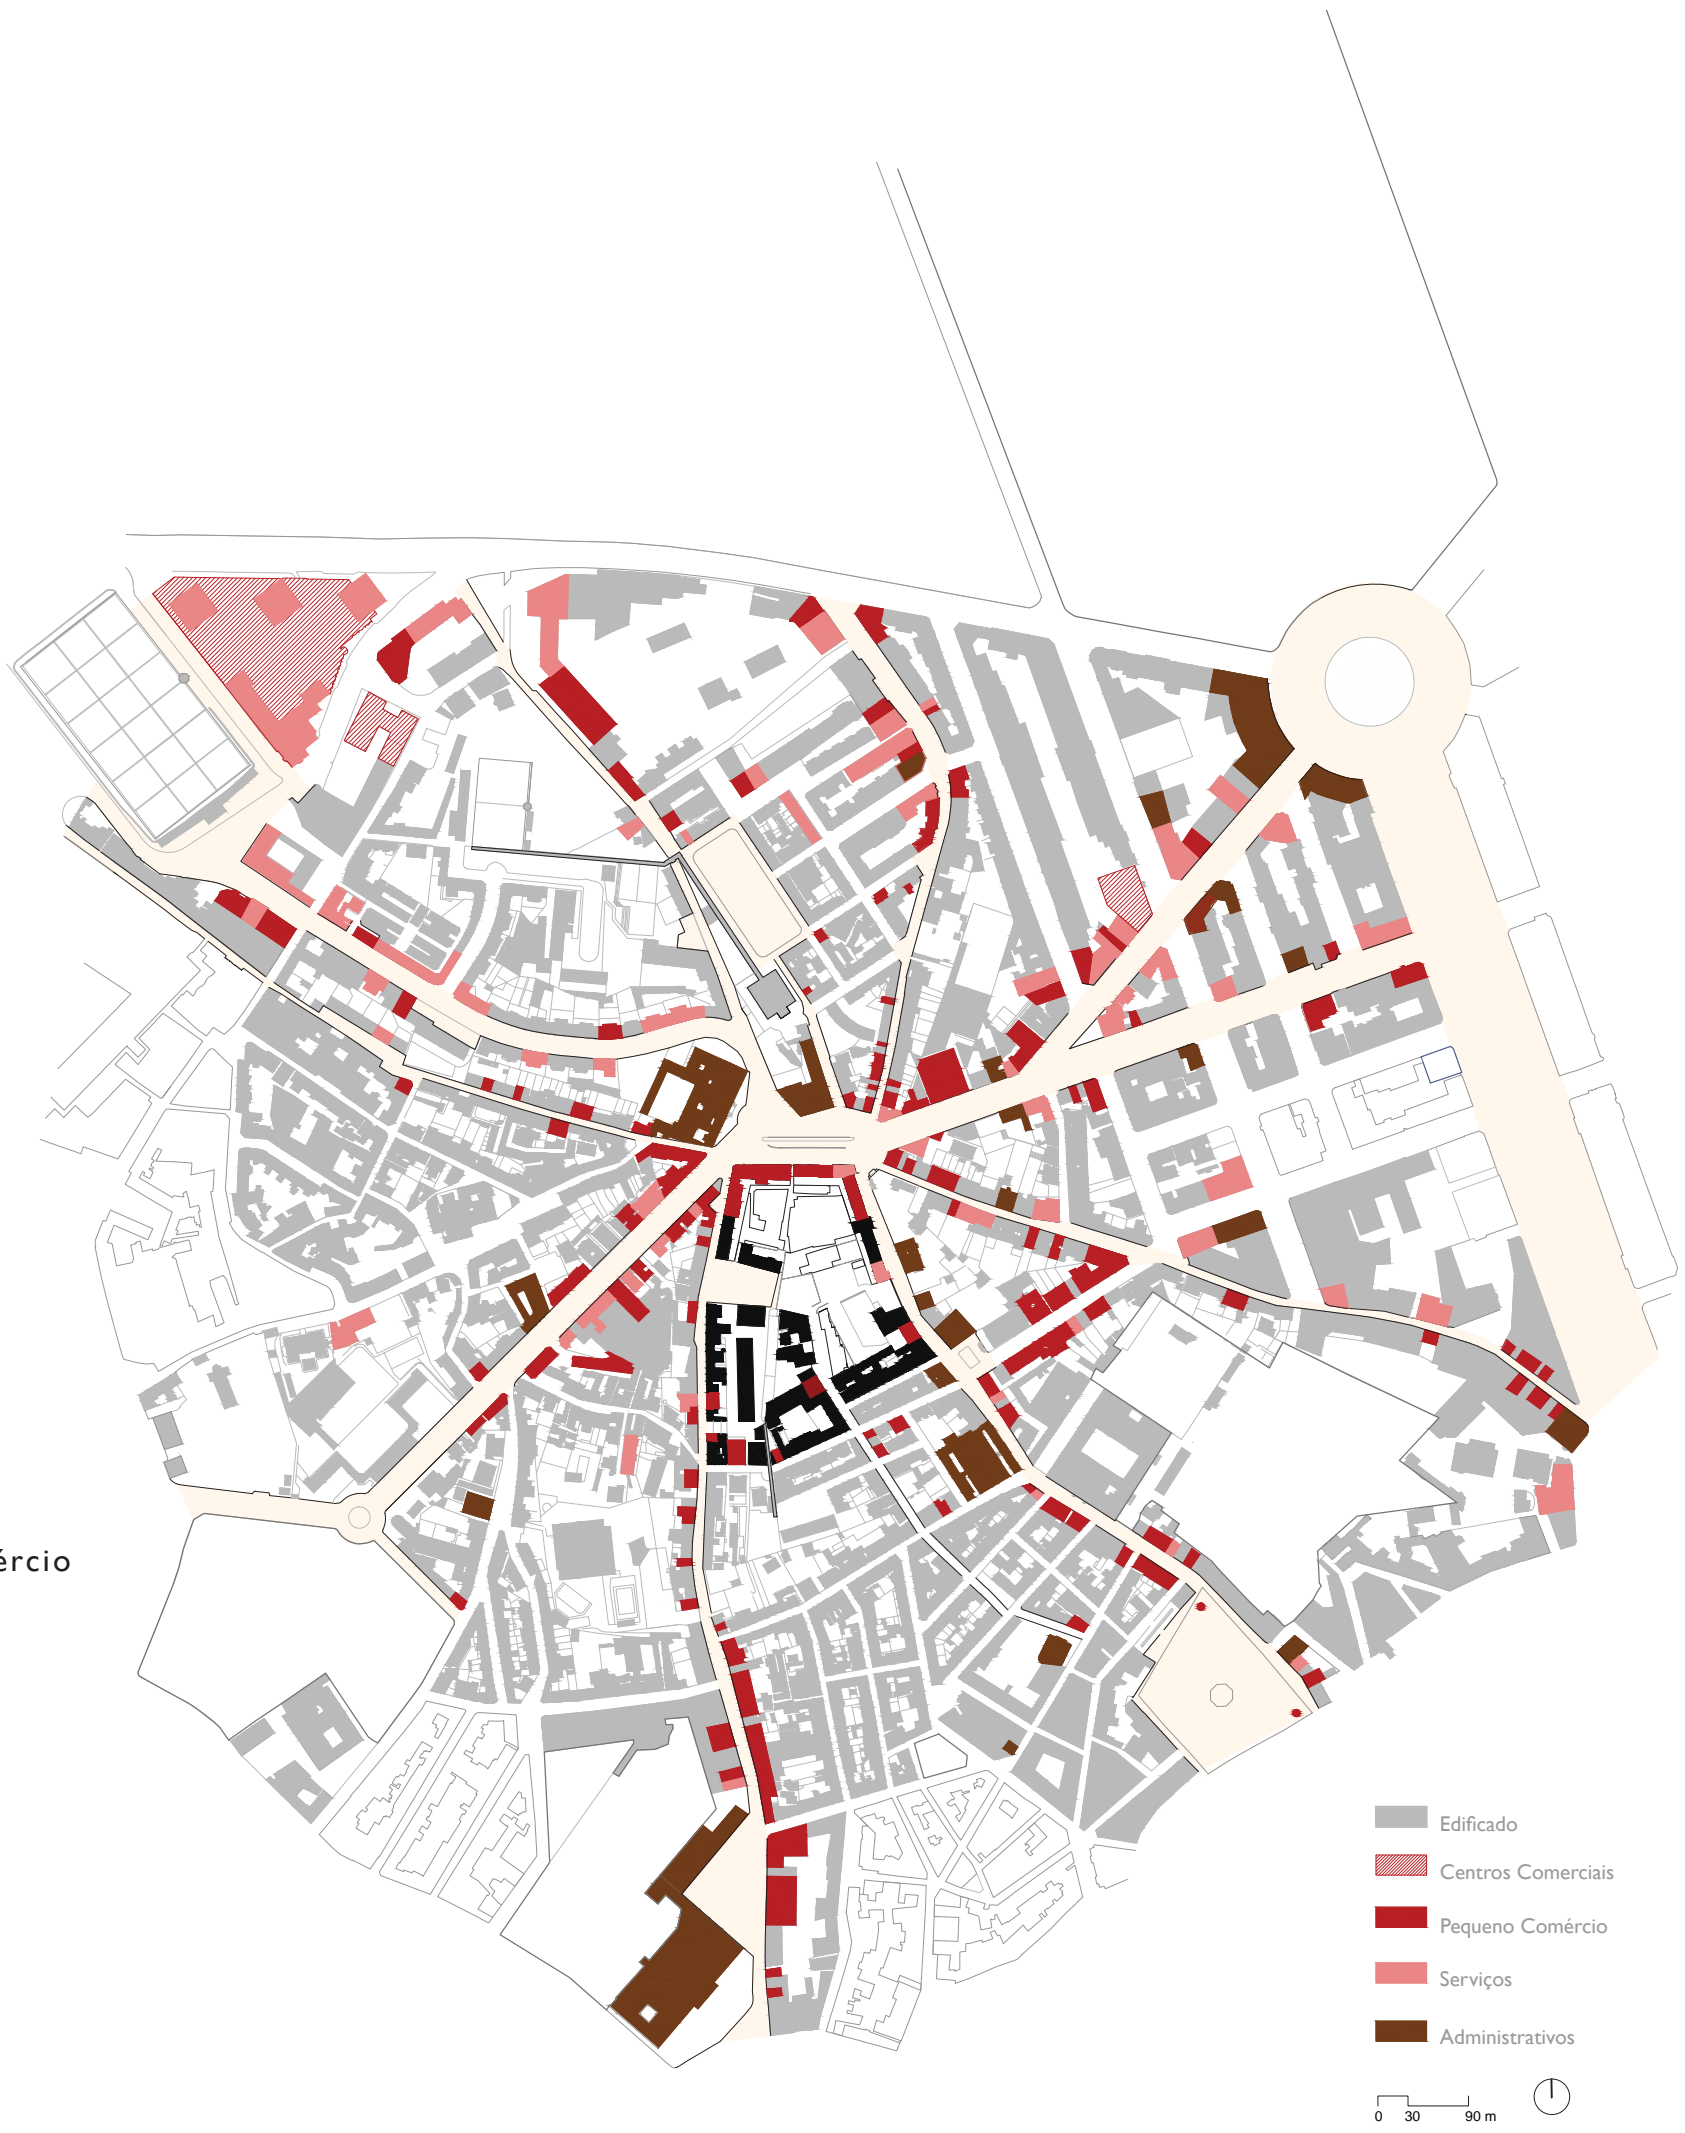 ércio
Edificado
Centros Comerciais
Pequeno Comércio
Serviços
Administrativos
0 30 90 m